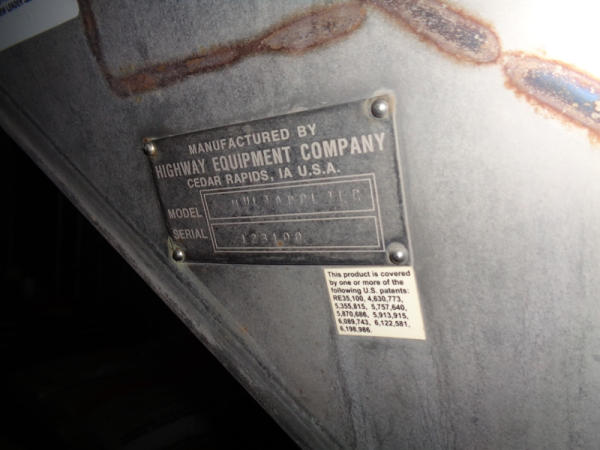 MANUFACTURED BY
HIGHWAY EQUIPMENT COMPANY
CEDAR RAPIDS, IA U.S.A.
MODEL
SERIAL 123100
This product is covered
by one or more of the
following U.S. patents:
RE35,100, 4,630,773,
5,355,815, 5,757,640,
5,870,686, 5,913,915,
6,089,743, 6,122,581,
6,198,986.